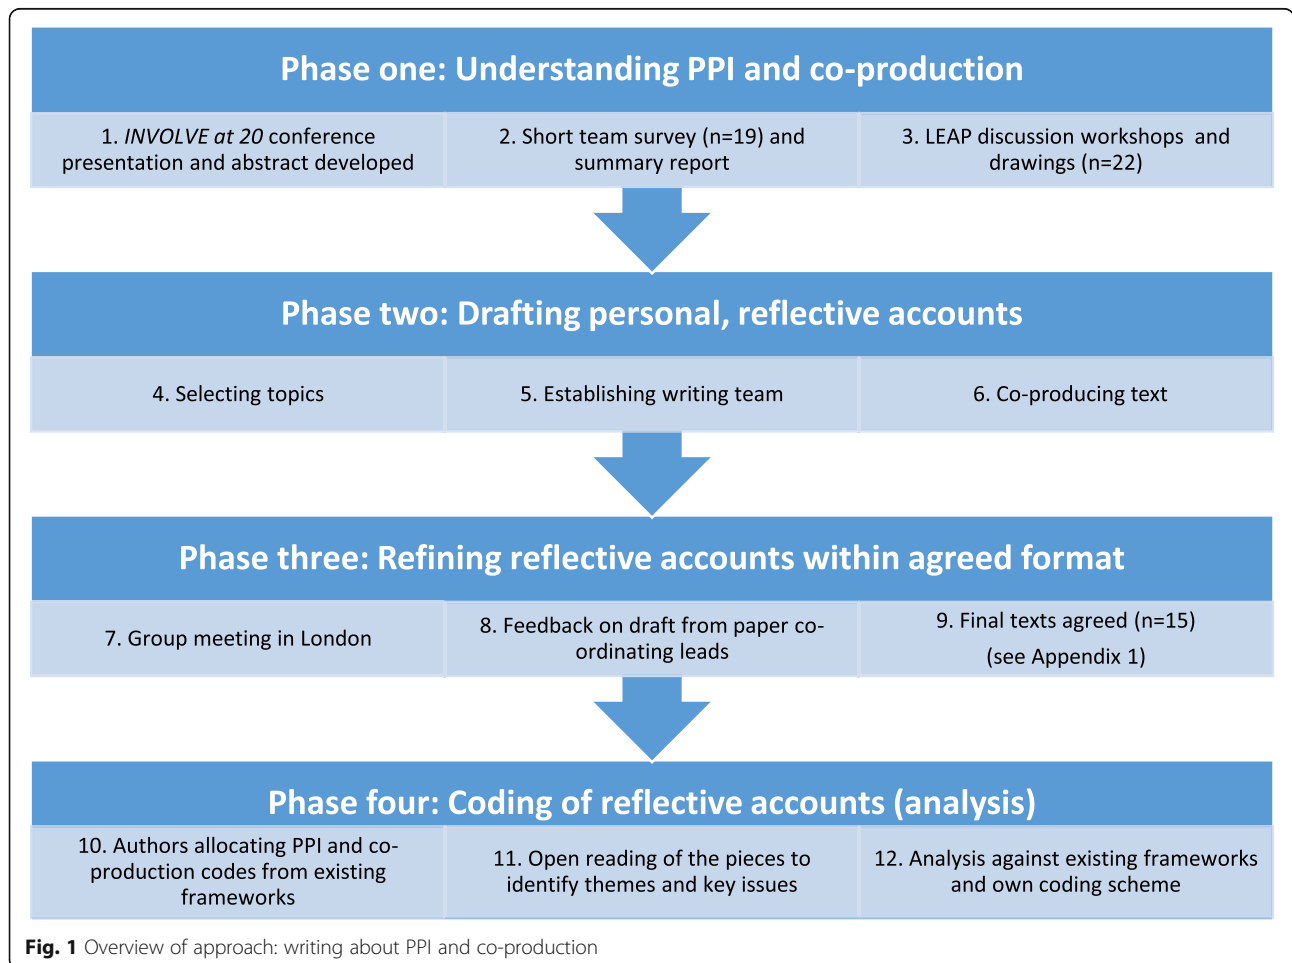 Phase one: Understanding PPI and co-production
1. INVOLVE at 20 conference
presentation and abstract developed
2. Short team survey (n=19) and
summary report
3. LEAP discussion workshops and
drawings (n=22)
Phase two: Drafting personal, reflective accounts
4. Selecting topics
5. Establishing writing team
6. Co-producing text
Phase three: Refining reflective accounts within agreed format
7. Group meeting in London
8. Feedback on draft from paper co-
ordinating leads
9. Final texts agreed (n=15)
(see Appendix 1)
Phase four: Coding of reflective accounts (analysis)
10. Authors allocating PPI and co-
production codes from existing
frameworks
11. Open reading of the pieces to
identify themes and key issues
12. Analysis against existing frameworks
and own coding scheme
Fig. 1 Overview of approach: writing about PPI and co-production